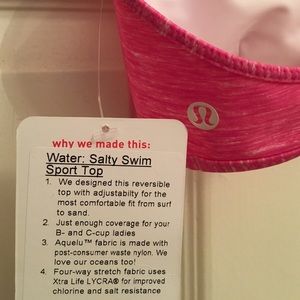 why we made this:
Water: Salty Swim
Sport Top
1. We designed this reversible
top with adjustabilty for the
most comfortable fit from surf
to sand.
2. Just enough coverage for your
B- and C-cup ladies
3. Aquelu™ fabric is made with
post-consumer waste nylon. We
love our oceans too!
4. Four-way stretch fabric uses
Xtra Life LYCRA® for improved
chlorine and salt resistance